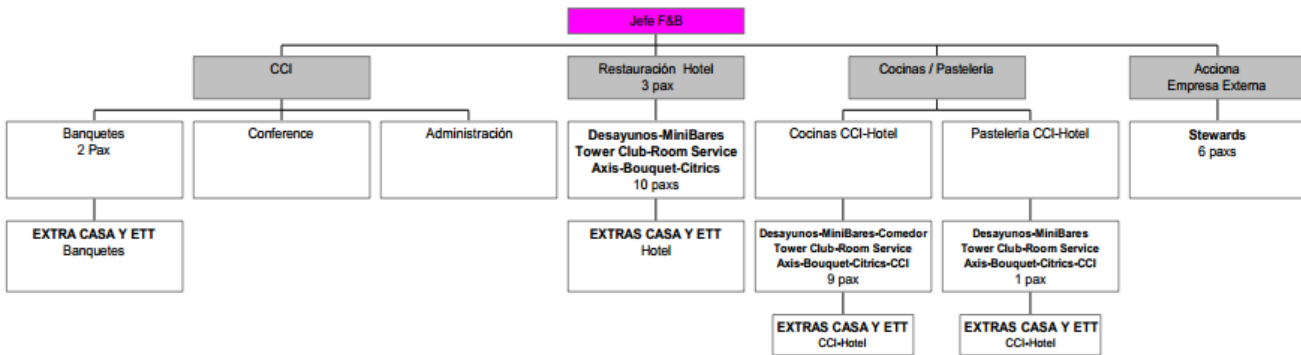 Jefe F&B
CCI
Restauración Hotel
3 pax
Cocinas / Pastelería
Acciona
Empresa Externa
Banquetes
2 Pax
Conference
Administración
Desayunos-MiniBares
Tower Club-Room Service
Axis-Bouquet-Citrics
10 paxs
Cocinas CCI-Hotel
Pastelería CCI-Hotel
Stewards
6 paxs
EXTRA CASA Y ETT
Banquetes
EXTRAS CASA Y ETT
Hotel
Desayunos-MiniBares-Comedor
Tower Club-Room Service
Axis-Bouquet-Citrics-CCI
9 pax
Desayunos-MiniBares
Tower Club-Room Service
Axis-Bouquet-Citrics-CCI
1 pax
EXTRAS CASA Y ETT
CCI-Hotel
EXTRAS CASA Y ETT
CCI-Hotel